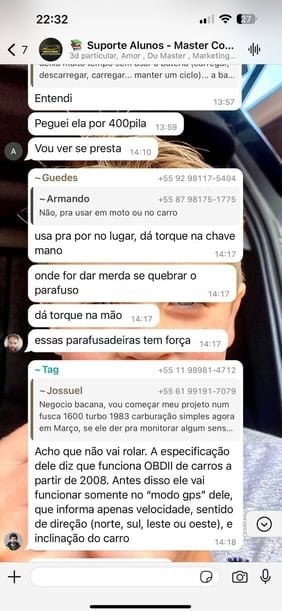 22:32
27
7
📚 Suporte Alunos - Master Co...
3d particular, Amor , Du Master , Marketing...
descarregar, carregar... manter um ciclo)... a ba...
Entendi
13:57
Peguei ela por 400pila
13:59
A
Vou ver se presta
14:10
~Guedes
+55 92 98117-5404
~Armando
+55 87 98175-1775
Não, pra usar em moto ou no carro
usa pra por no lugar, dá torque na chave
mano
14:17
onde for dar merda se quebrar o
parafuso
14:17
dá torque na mão
14:17
essas parafusadeiras tem força
14:17
~Tag
+55 11 98981-4712
~Jossuel
+55 61 99191-7079
Negocio bacana, vou começar meu projeto num
fusca 1600 turbo 1983 carburação simples agora
em Março, se ele der pra monitorar algum sens...
Acho que não vai rolar. A especificação
dele diz que funciona OBDII de carros a
partir de 2008. Antes disso ele vai
funcionar somente no “modo gps” dele,
que informa apenas velocidade, sentido
de direção (norte, sul, leste ou oeste), e
inclinação do carro
14:18